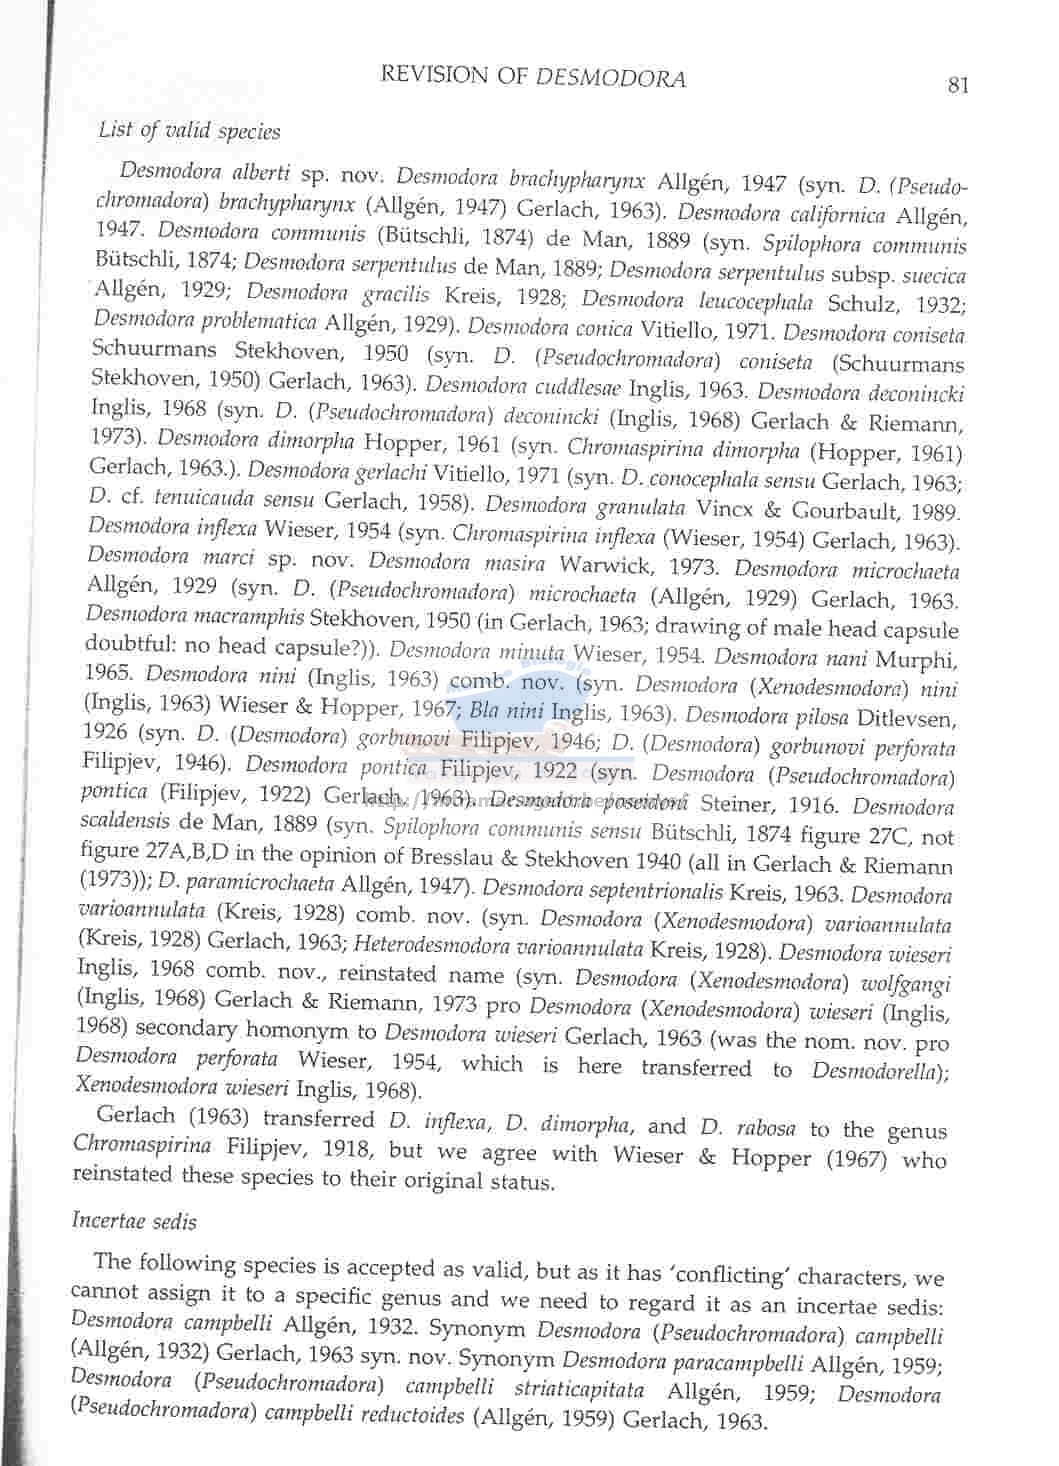 REVISION OF DESMODORA
81
List of valid species
Desmodora alberti sp. nov. Desmodora brachypharynx Allgén, 1947 (syn. D. (Pseudo-
chromadora) brachypharynx (Allgén, 1947) Gerlach, 1963). Desmodora californica Allgén,
1947. Desmodora communis (Bütschli, 1874) de Man, 1889 (syn. Spilophora communis
Bütschli, 1874; Desmodora serpentulus de Man, 1889; Desmodora serpentulus subsp. suecica
Allgén, 1929; Desmodora gracilis Kreis, 1928; Desmodora leucocephala Schulz, 1932;
Desmodora problematica Allgén, 1929). Desmodora conica Vitiello, 1971. Desmodora coniseta
Schuurmans Stekhoven, 1950 (syn. D. (Pseudochromadora) coniseta (Schuurmans
Stekhoven, 1950) Gerlach, 1963). Desmodora cuddlesae Inglis, 1963. Desmodora deconincki
Inglis, 1968 (syn. D. (Pseudochromadora) deconincki (Inglis, 1968) Gerlach & Riemann,
1973). Desmodora dimorpha Hopper, 1961 (syn. Chromaspirina dimorpha (Hopper, 1961)
Gerlach, 1963.). Desmodora gerlachi Vitiello, 1971 (syn. D. conocephala sensu Gerlach, 1963;
D. cf. tenuicauda sensu Gerlach, 1958). Desmodora granulata Vincx & Gourbault, 1989.
Desmodora inflexa Wieser, 1954 (syn. Chromaspirina inflexa (Wieser, 1954) Gerlach, 1963).
Desmodora marci sp. nov. Desmodora masira Warwick, 1973. Desmodora microchaeta
Allgén, 1929 (syn. D. (Pseudochromadora) microchaeta (Allgén, 1929) Gerlach, 1963.
Desmodora macramphis Stekhoven, 1950 (in Gerlach, 1963; drawing of male head capsule
doubtful: no head capsule?)). Desmodora minuta Wieser, 1954. Desmodora nani Murphi,
1965. Desmodora nini (Inglis, 1963) comb. nov. (syn. Desmodora (Xenodesmodora) nini
(Inglis, 1963) Wieser & Hopper, 1967; Bla nini Inglis, 1963). Desmodora pilosa Ditlevsen,
1926 (syn. D. (Desmodora) gorbunovi Filipjev, 1946; D. (Desmodora) gorbunovi perforata
Filipjev, 1946). Desmodora pontica Filipjev, 1922 (syn. Desmodora (Pseudochromadora)
pontica (Filipjev, 1922) Gerlach, 1963). Desmodora poseidoni Steiner, 1916. Desmodora
scaldensis de Man, 1889 (syn. Spilophora communis sensu Bütschli, 1874 figure 27C, not
figure 27A,B,D in the opinion of Bresslau & Stekhoven 1940 (all in Gerlach & Riemann
(1973)); D. paramicrochaeta Allgén, 1947). Desmodora septentrionalis Kreis, 1963. Desmodora
varioannulata (Kreis, 1928) comb. nov. (syn. Desmodora (Xenodesmodora) varioannulata
(Kreis, 1928) Gerlach, 1963; Heterodesmodora varioannulata Kreis, 1928). Desmodora wieseri
Inglis, 1968 comb. nov., reinstated name (syn. Desmodora (Xenodesmodora) wolfgangi
(Inglis, 1968) Gerlach & Riemann, 1973 pro Desmodora (Xenodesmodora) wieseri (Inglis,
1968) secondary homonym to Desmodora wieseri Gerlach, 1963 (was the nom. nov. pro
Desmodora perforata Wieser, 1954, which is here transferred to Desmodorella);
Xenodesmodora wieseri Inglis, 1968).
Gerlach (1963) transferred D. inflexa, D. dimorpha, and D. rabosa to the genus
Chromaspirina Filipjev, 1918, but we agree with Wieser & Hopper (1967) who
reinstated these species to their original status.
Incertae sedis
The following species is accepted as valid, but as it has 'conflicting' characters, we
cannot assign it to a specific genus and we need to regard it as an incertae sedis:
Desmodora campbelli Allgén, 1932. Synonym Desmodora (Pseudochromadora) campbelli
(Allgén, 1932) Gerlach, 1963 syn. nov. Synonym Desmodora paracampbelli Allgén, 1959;
Desmodora (Pseudochromadora) campbelli striaticapitata Allgén, 1959; Desmodora
(Pseudochromadora) campbelli reductoides (Allgén, 1959) Gerlach, 1963.